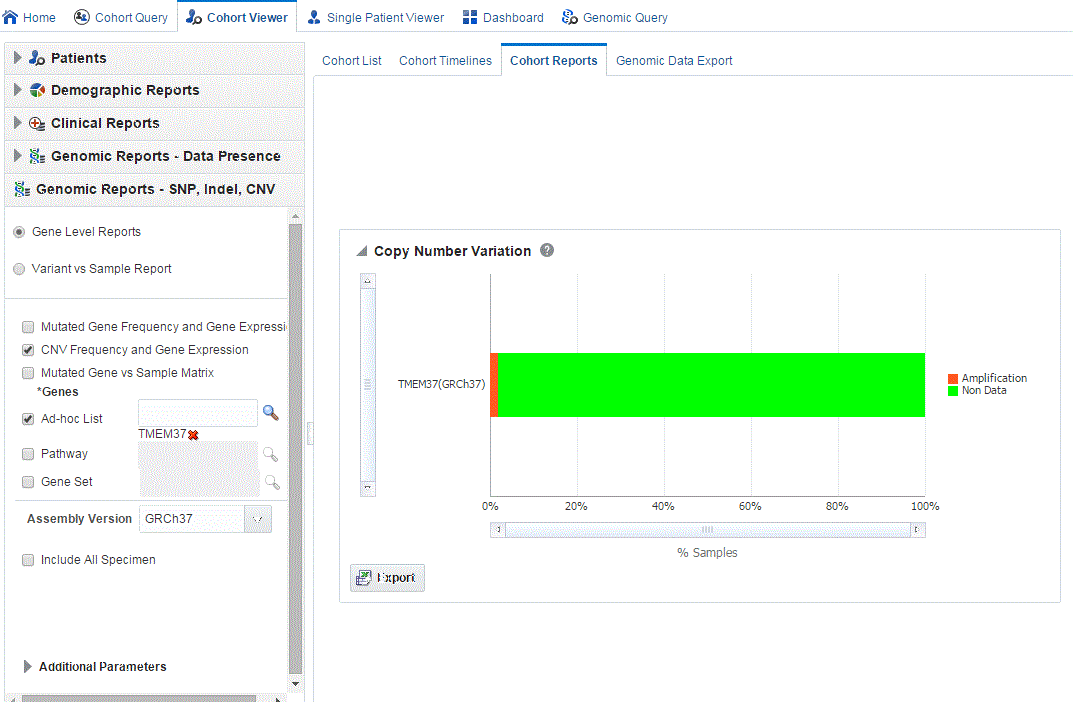 Home Cohort Query Cohort Viewer Single Patient Viewer Dashboard Genomic Query
Patients
Demographic Reports
Clinical Reports
Genomic Reports - Data Presence
Genomic Reports - SNP, Indel, CNV
Gene Level Reports
Variant vs Sample Report
Mutated Gene Frequency and Gene Expressi
CNV Frequency and Gene Expression
Mutated Gene vs Sample Matrix
*Genes
Ad-hoc List
TMEM37
Pathway
Gene Set
Assembly Version GRCh37
Include All Specimen
Additional Parameters
Cohort List Cohort Timelines Cohort Reports Genomic Data Export
Copy Number Variation ?
TMEM37(GRCh37)
Amplification
Non Data
0% 20% 40% 60% 80% 100%
% Samples
Export